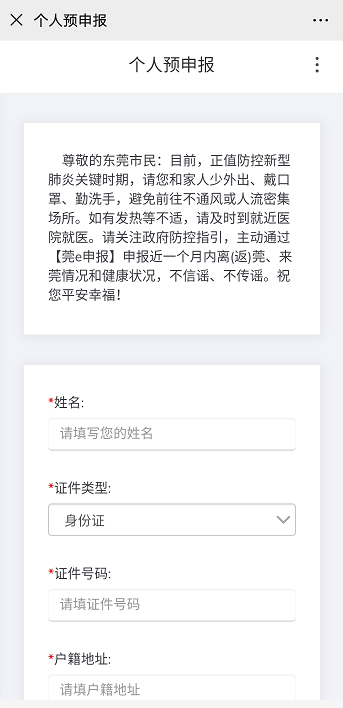 个人预申报
个人预申报
尊敬的东莞市民：目前，正值防控新型
肺炎关键时期，请您和家人少外出、戴口
罩、勤洗手，避免前往不通风或人流密集
场所。如有发热等不适，请及时到就近医
院就医。请关注政府防控指引，主动通过
【莞e申报】申报近一个月内离(返)莞、来
莞情况和健康状况，不信谣、不传谣。祝
您平安幸福！
*姓名:
请填写您的姓名
*证件类型:
身份证
*证件号码:
请填证件号码
*户籍地址:
请填户籍地址